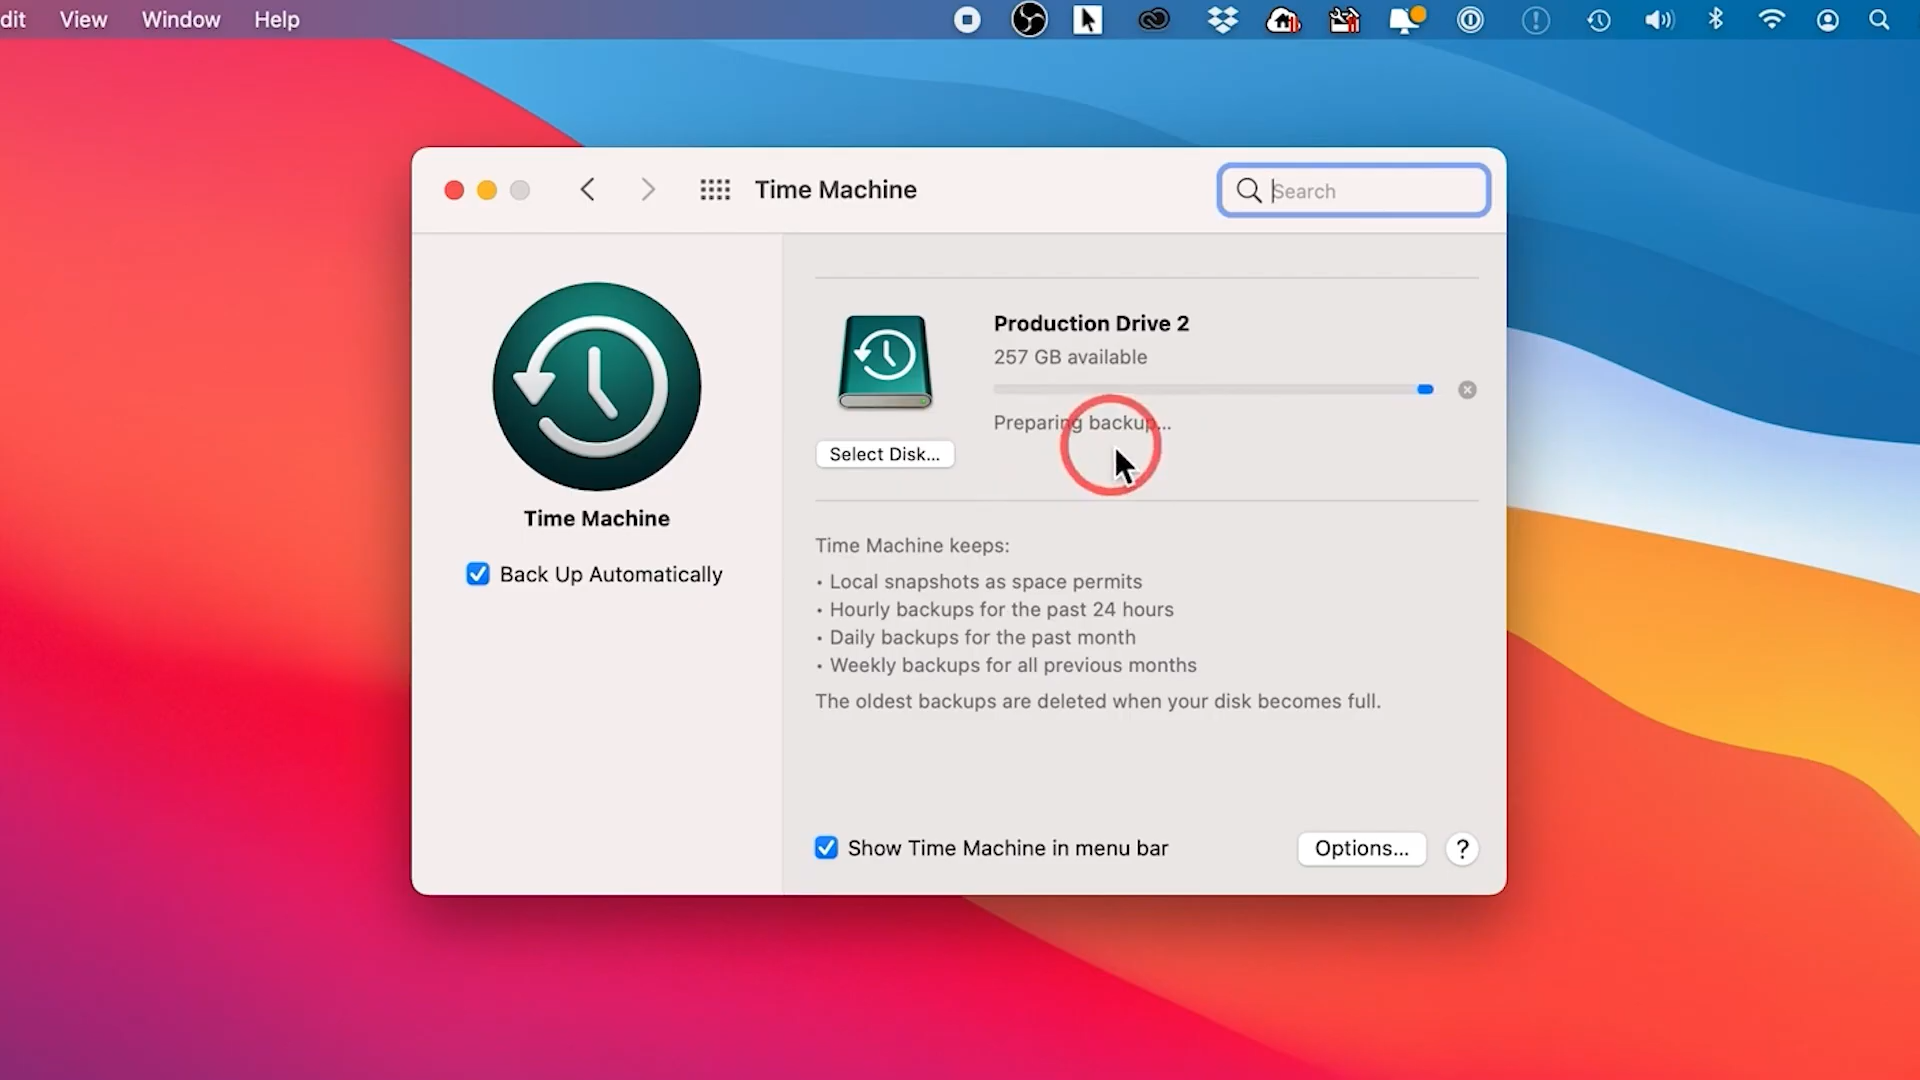 dit View Window Help
Time Machine
Search
Production Drive 2
257 GB available
Preparing backup...
Select Disk...
Time Machine
Back Up Automatically
Time Machine keeps:
• Local snapshots as space permits
• Hourly backups for the past 24 hours
• Daily backups for the past month
• Weekly backups for all previous months
The oldest backups are deleted when your disk becomes full.
Show Time Machine in menu bar
Options...
?